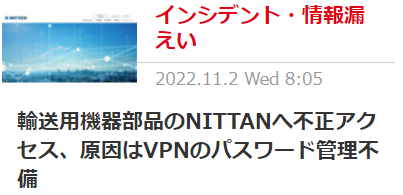 インシデント・情報漏
えい
2022.11.2 Wed 8:05
輸送用機器部品のNITTANへ不正アク
セス、原因はVPNのパスワード管理不
備